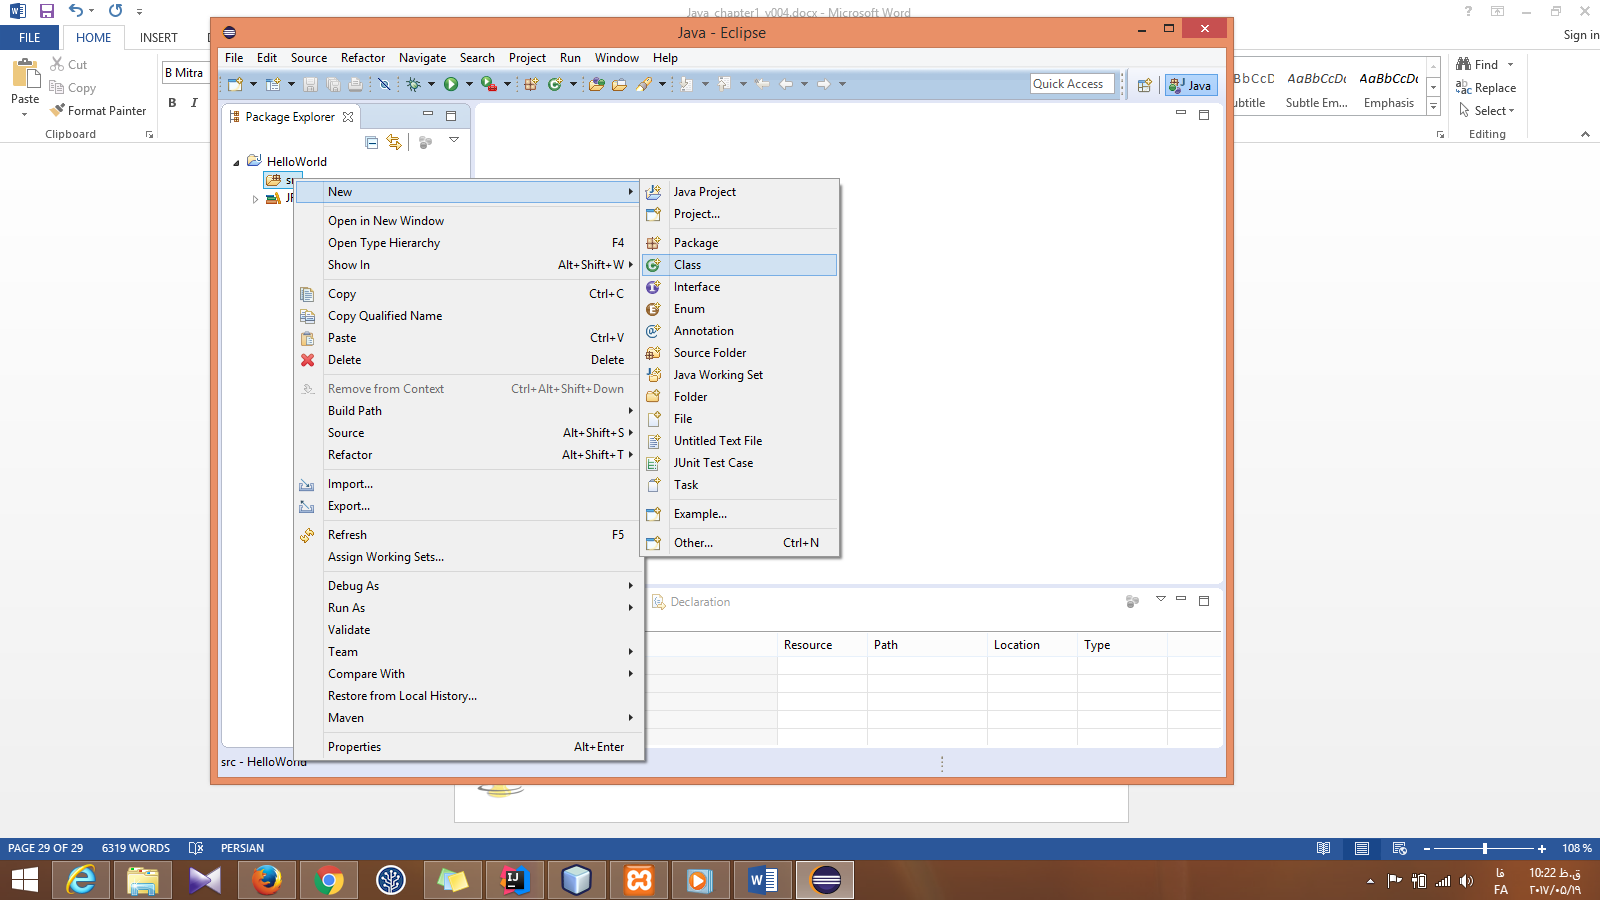 Java_chapter1_v004.docx - Microsoft Word
FILE
HOME
INSERT
Sign in
Cut
Copy
Paste
Format Painter
Clipboard
B Mitra
B I
Subtle Em...
Emphasis
Find
Replace
Select
Editing
Java - Eclipse
File Edit Source Refactor Navigate Search Project Run Window Help
Quick Access
Java
Package Explorer
HelloWorld
New
Open in New Window
Open Type Hierarchy F4
Show In Alt+Shift+W
Copy Ctrl+C
Copy Qualified Name
Paste Ctrl+V
Delete Delete
Remove from Context Ctrl+Alt+Shift+Down
Build Path
Source Alt+Shift+S
Refactor Alt+Shift+T
Import...
Export...
Refresh F5
Assign Working Sets...
Debug As
Run As
Validate
Team
Compare With
Restore from Local History...
Maven
Properties Alt+Enter
Java Project
Project...
Package
Class
Interface
Enum
Annotation
Source Folder
Java Working Set
Folder
File
Untitled Text File
JUnit Test Case
Task
Example...
Other... Ctrl+N
Declaration
Resource Path Location Type
src - HelloWorld
PAGE 29 OF 29 6319 WORDS PERSIAN
108 %
فا
FA
10:22 ق.ظ
۲۰۱۷/۰۵/۱۹